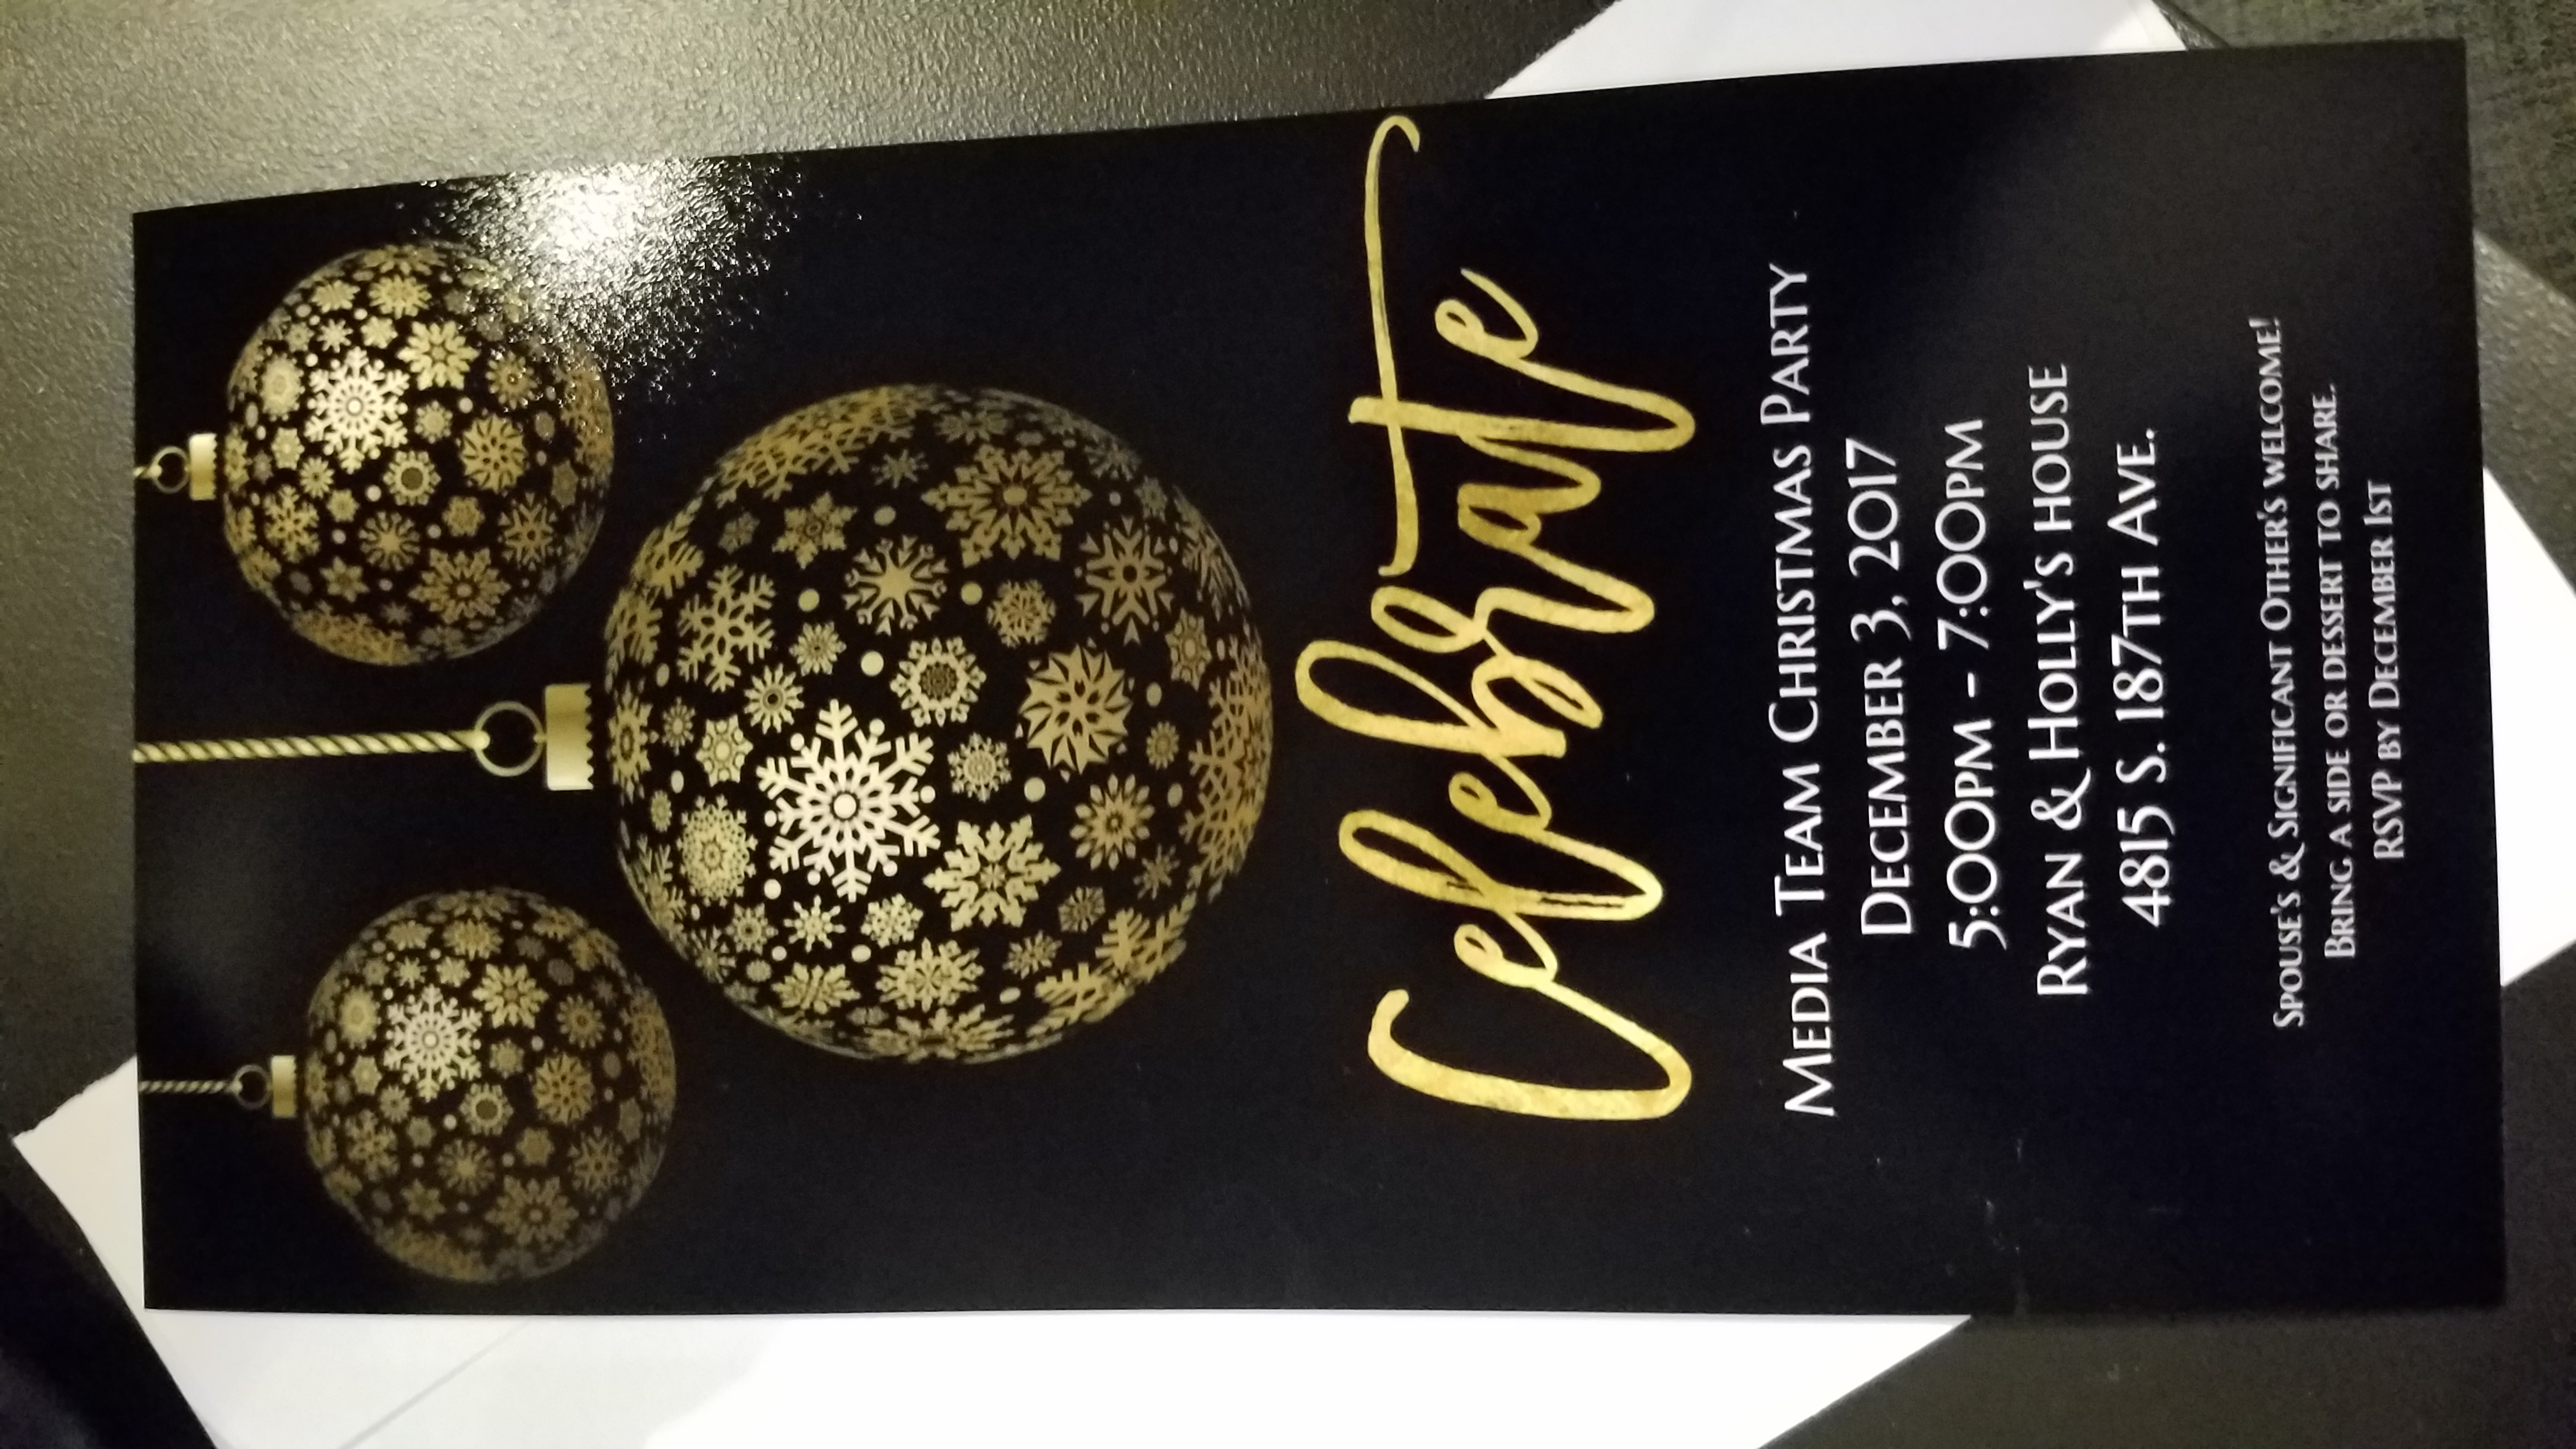 Celebrate
Media Team Christmas Party
December 3, 2017
5:00pm - 7:00pm
Ryan & Holly's house
4815 S. 187th Ave.
Spouse's & Significant Other's welcome!
Bring a side or dessert to share.
RSVP by December 1st